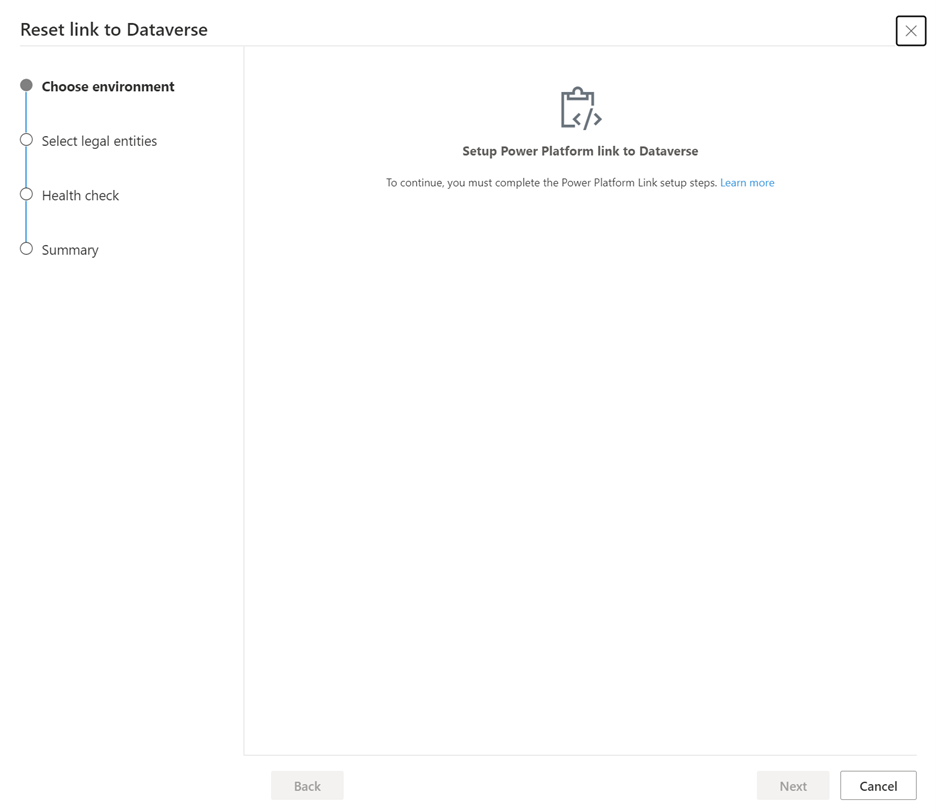 Reset link to Dataverse
Choose environment
Select legal entities
Health check
Summary
Setup Power Platform link to Dataverse
To continue, you must complete the Power Platform Link setup steps. Learn more
Back
Next
Cancel